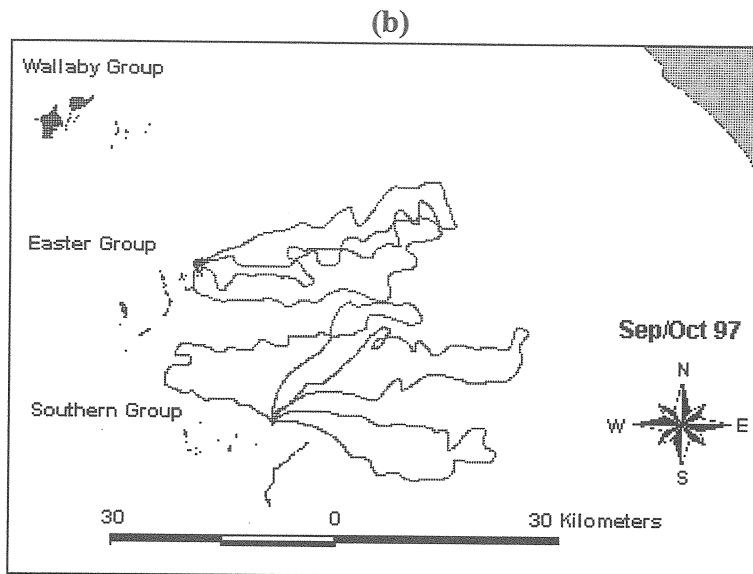 (b)
Wallaby Group
Easter Group
Sep/Oct 97
N
Southern Group
W E
S
30 0 30 Kilometers